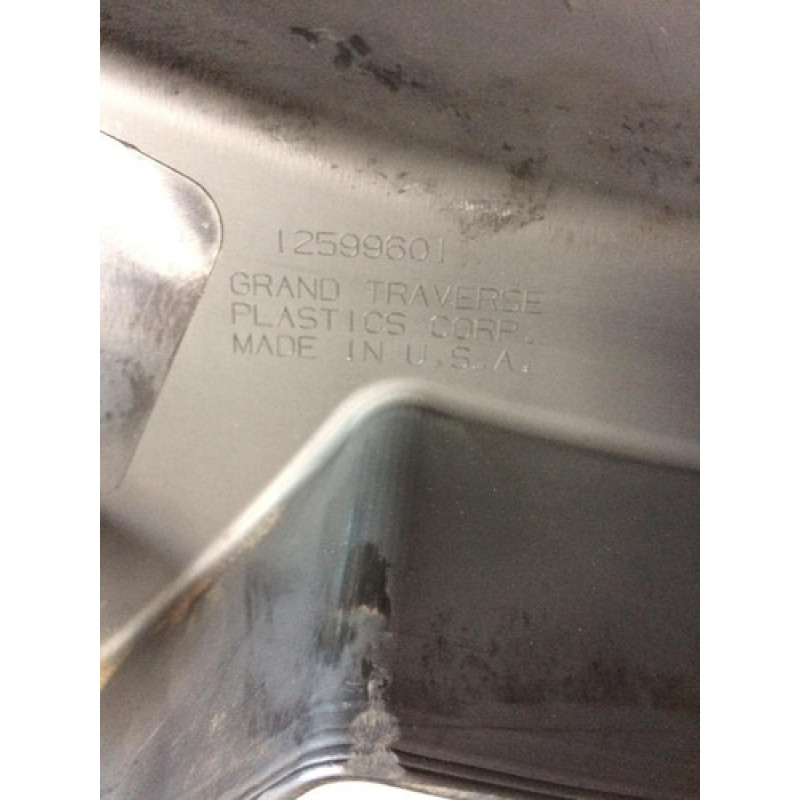 12599601
GRAND TRAVERSE
PLASTICS CORP.
MADE IN U.S.A.